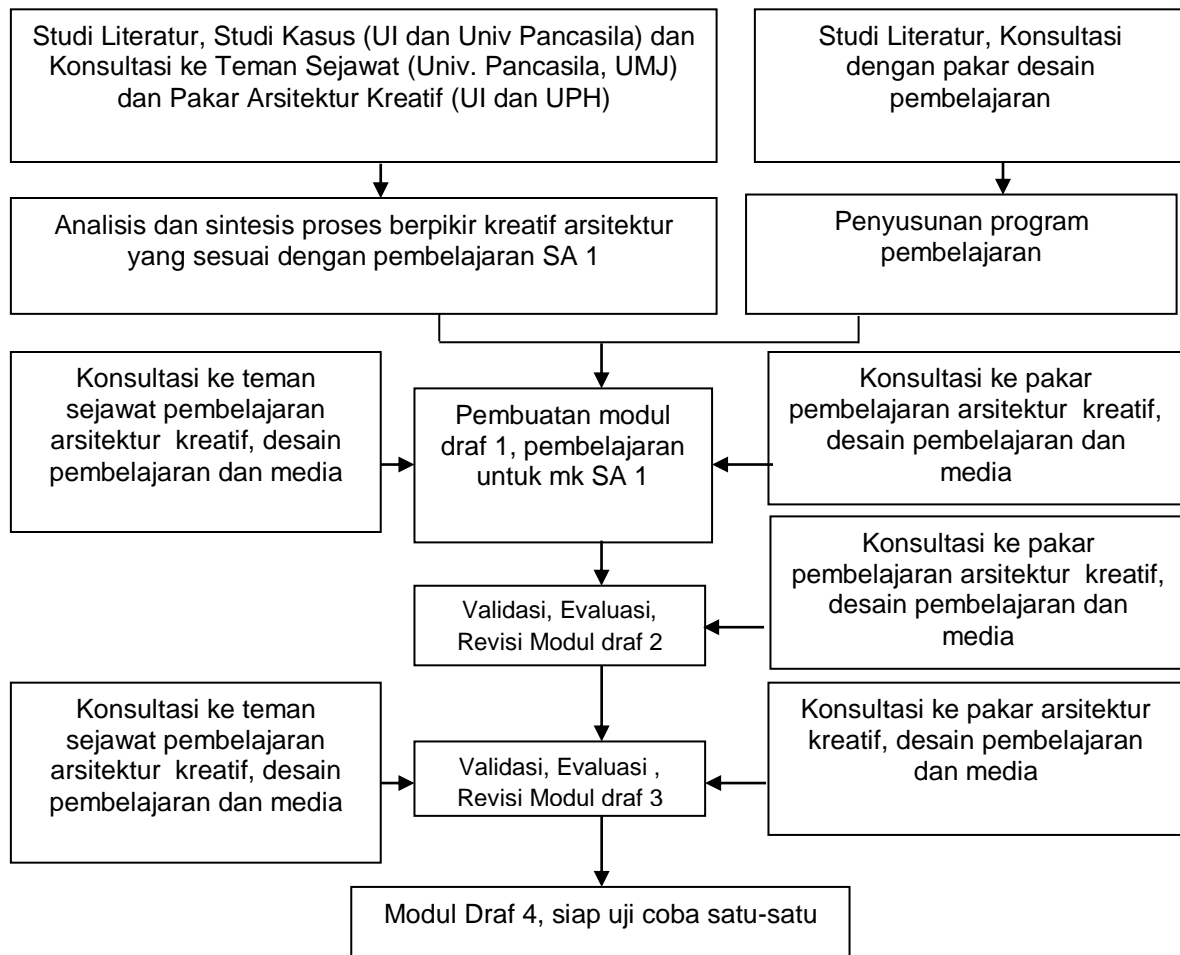 Studi Literatur, Studi Kasus (UI dan Univ Pancasila) dan
Konsultasi ke Teman Sejawat (Univ. Pancasila, UMJ)
dan Pakar Arsitektur Kreatif (UI dan UPH)
Studi Literatur, Konsultasi
dengan pakar desain
pembelajaran
Analisis dan sintesis proses berpikir kreatif arsitektur
yang sesuai dengan pembelajaran SA 1
Penyusunan program
pembelajaran
Konsultasi ke teman
sejawat pembelajaran
arsitektur kreatif, desain
pembelajaran dan media
Pembuatan modul
draf 1, pembelajaran
untuk mk SA 1
Konsultasi ke pakar
pembelajaran arsitektur kreatif,
desain pembelajaran dan
media
Validasi, Evaluasi,
Revisi Modul draf 2
Konsultasi ke pakar
pembelajaran arsitektur kreatif,
desain pembelajaran dan
media
Konsultasi ke teman
sejawat pembelajaran
arsitektur kreatif, desain
pembelajaran dan media
Validasi, Evaluasi ,
Revisi Modul draf 3
Konsultasi ke pakar arsitektur
kreatif, desain pembelajaran
dan media
Modul Draf 4, siap uji coba satu-satu